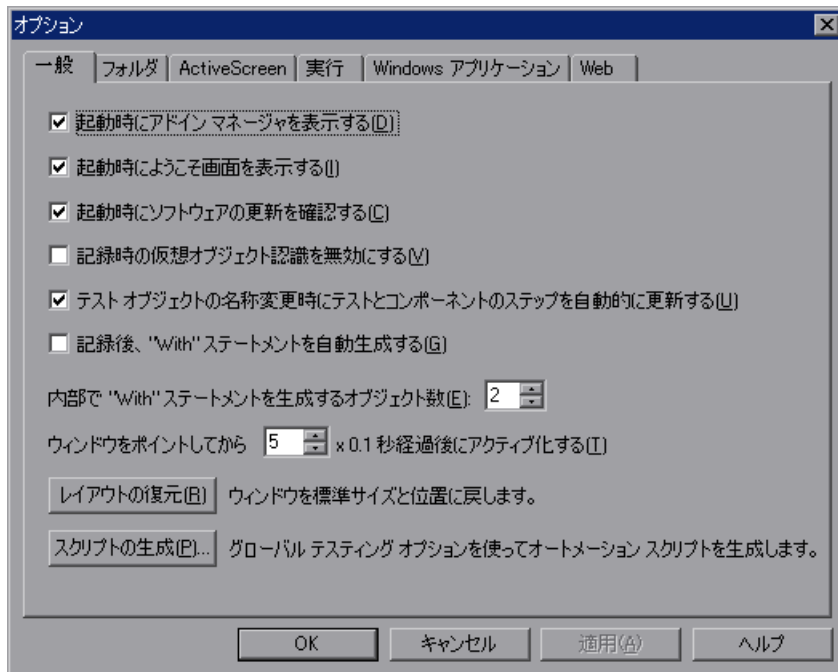 オプション
一般 フォルダ ActiveScreen 実行 Windows アプリケーション Web
起動時にアドイン マネージャを表示する(D)
起動時にようこそ画面を表示する(I)
起動時にソフトウェアの更新を確認する(C)
記録時の仮想オブジェクト認識を無効にする(V)
テスト オブジェクトの名称変更時にテストとコンポーネントのステップを自動的に更新する(U)
記録後、"With" ステートメントを自動生成する(G)
内部で "With" ステートメントを生成するオブジェクト数(E): 2
ウィンドウをポイントしてから 5 x 0.1 秒経過後にアクティブ化する(T)
レイアウトの復元(R) ウィンドウを標準サイズと位置に戻します。
スクリプトの生成(P)... グローバル テスティング オプションを使ってオートメーション スクリプトを生成します。
OK キャンセル 適用(A) ヘルプ